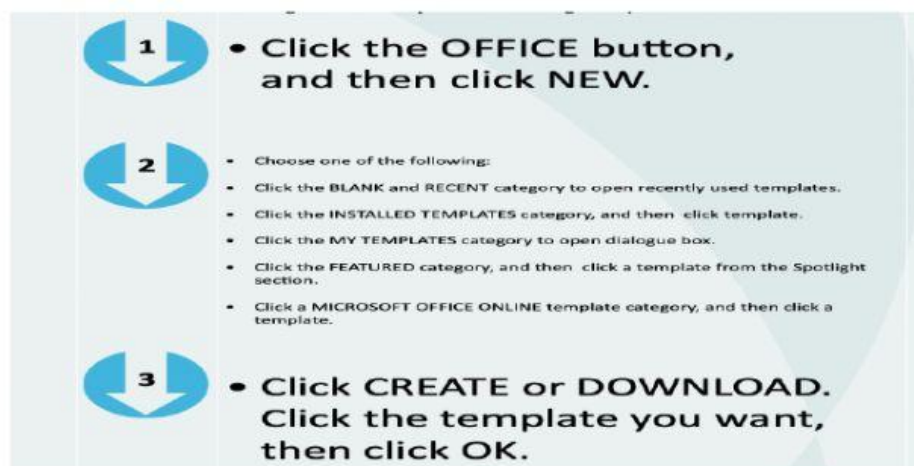 1
• Click the OFFICE button,
and then click NEW.
2
• Choose one of the following:
• Click the BLANK and RECENT category to open recently used templates.
• Click the INSTALLED TEMPLATES category, and then click template.
• Click the MY TEMPLATES category to open dialogue box.
• Click the FEATURED category, and then click a template from the Spotlight
section.
• Click a MICROSOFT OFFICE ONLINE template category, and then click a
template.
3
• Click CREATE or DOWNLOAD.
Click the template you want,
then click OK.